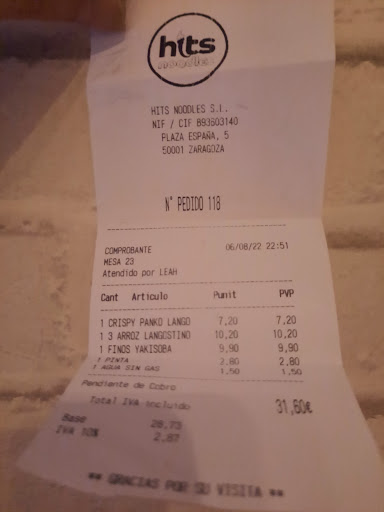 hits
noodles
HITS NOODLES S.L.
NIF / CIF B93603140
PLAZA ESPAÑA, 5
50001 ZARAGOZA
Nº PEDIDO 118
COMPROBANTE 06/08/22 22:51
MESA 23
Atendido por LEAH
Cant Artículo Punit PVP
1 CRISPY PANKO LANGO 7,20 7,20
1 3 ARROZ LANGOSTINO 10,20 10,20
1 FINOS YAKISOBA 9,90 9,90
1 PINTA 2,80 2,80
1 AGUA SIN GAS 1,50 1,50
Pendiente de Cobro
Total IVA incluido 31,60€
Base 28,73
IVA 10% 2,87
** GRACIAS POR SU VISITA **